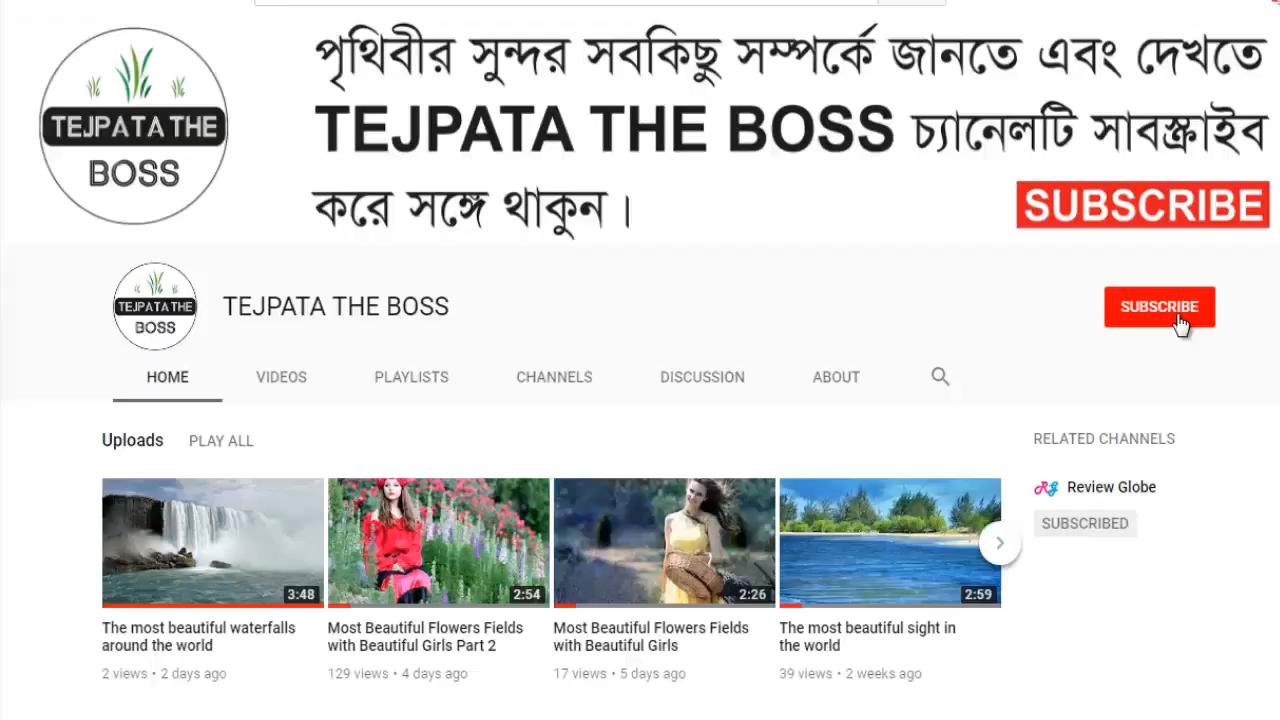 TEJPATA THE
BOSS
পৃথিবীর সুন্দর সবকিছু সম্পর্কে জানতে এবং দেখতে
TEJPATA THE BOSS চ্যানেলটি সাবস্ক্রাইব
করে সঙ্গে থাকুন।
SUBSCRIBE
TEJPATA THE
BOSS
TEJPATA THE BOSS
SUBSCRIBE
HOME VIDEOS PLAYLISTS CHANNELS DISCUSSION ABOUT
Uploads PLAY ALL
RELATED CHANNELS
RG Review Globe
SUBSCRIBED
3:48 2:54 2:26 2:59
The most beautiful waterfalls
around the world
2 views • 2 days ago
Most Beautiful Flowers Fields
with Beautiful Girls Part 2
129 views • 4 days ago
Most Beautiful Flowers Fields
with Beautiful Girls
17 views • 5 days ago
The most beautiful sight in
the world
39 views • 2 weeks ago